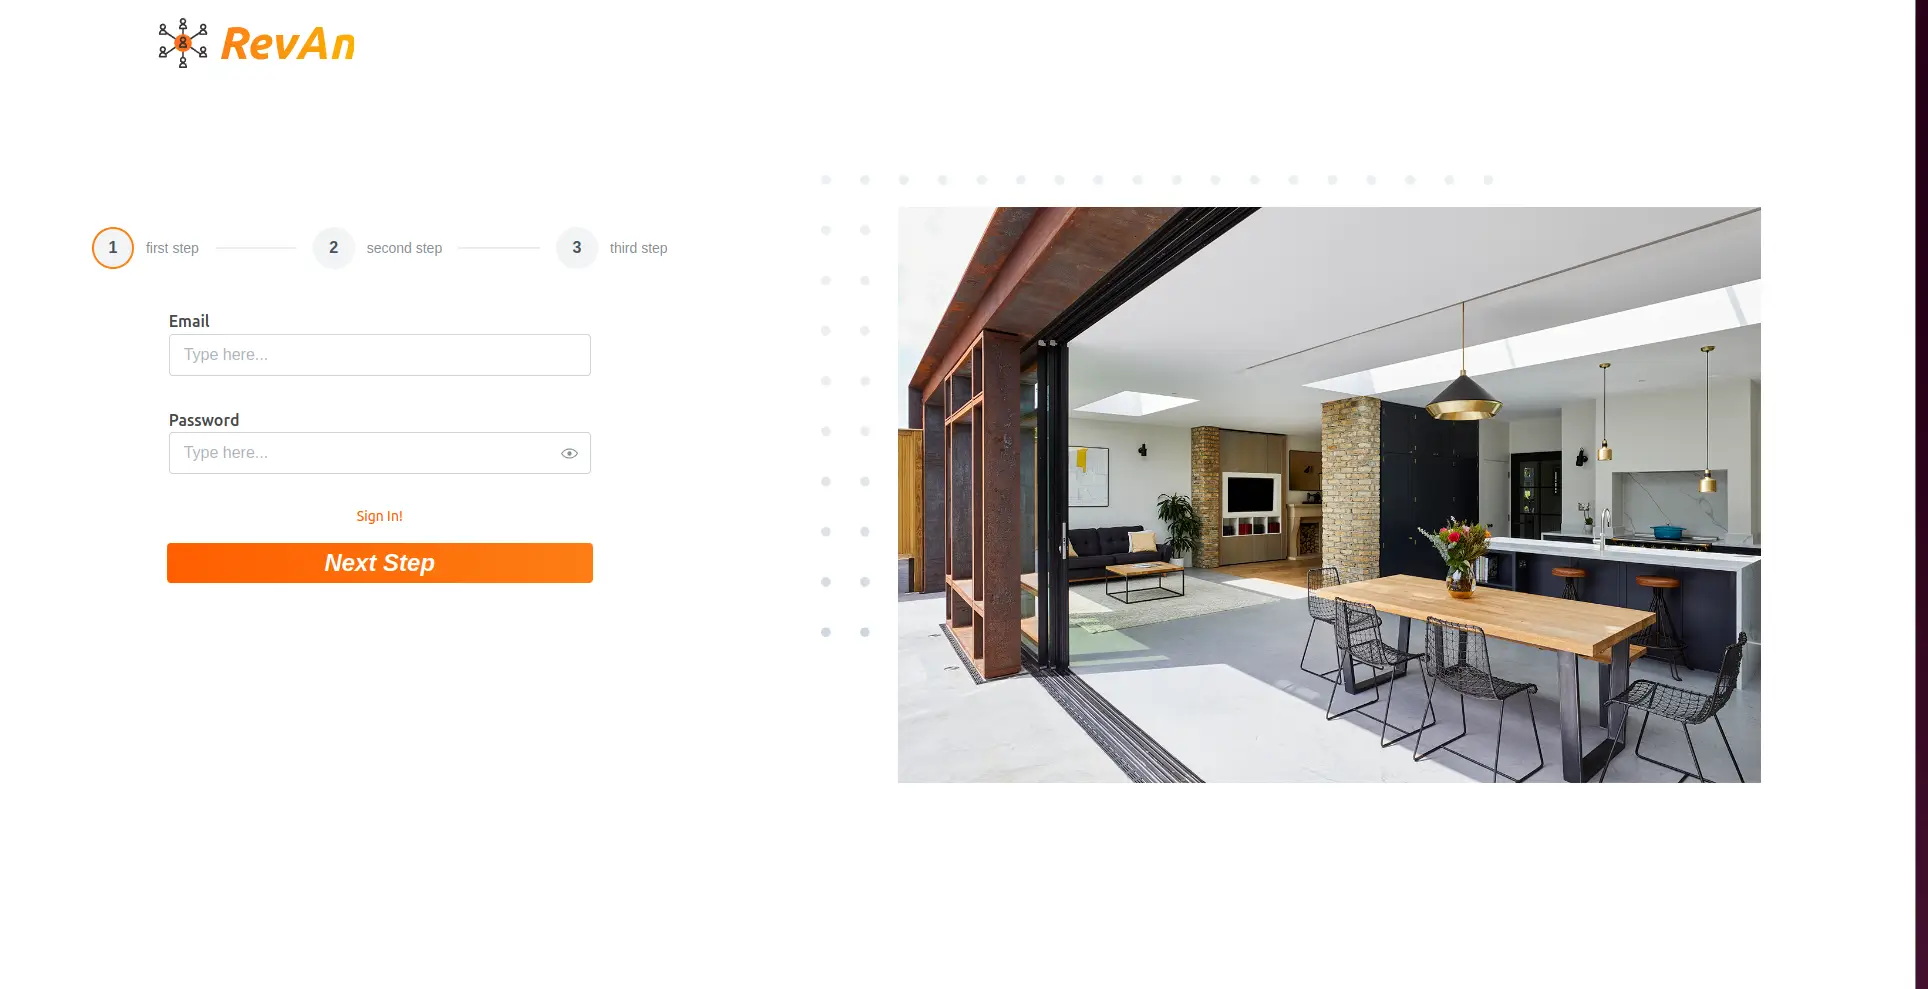 RevAn
1 first step 2 second step 3 third step
Email
Type here...
Password
Type here...
Sign In!
Next Step